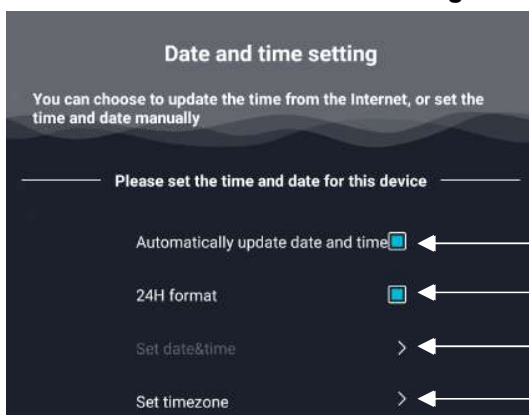 Date and time setting
You can choose to update the time from the Internet, or set the
time and date manually
Please set the time and date for this device
Automatically update date and time
24H format
Set date&time
Set timezone